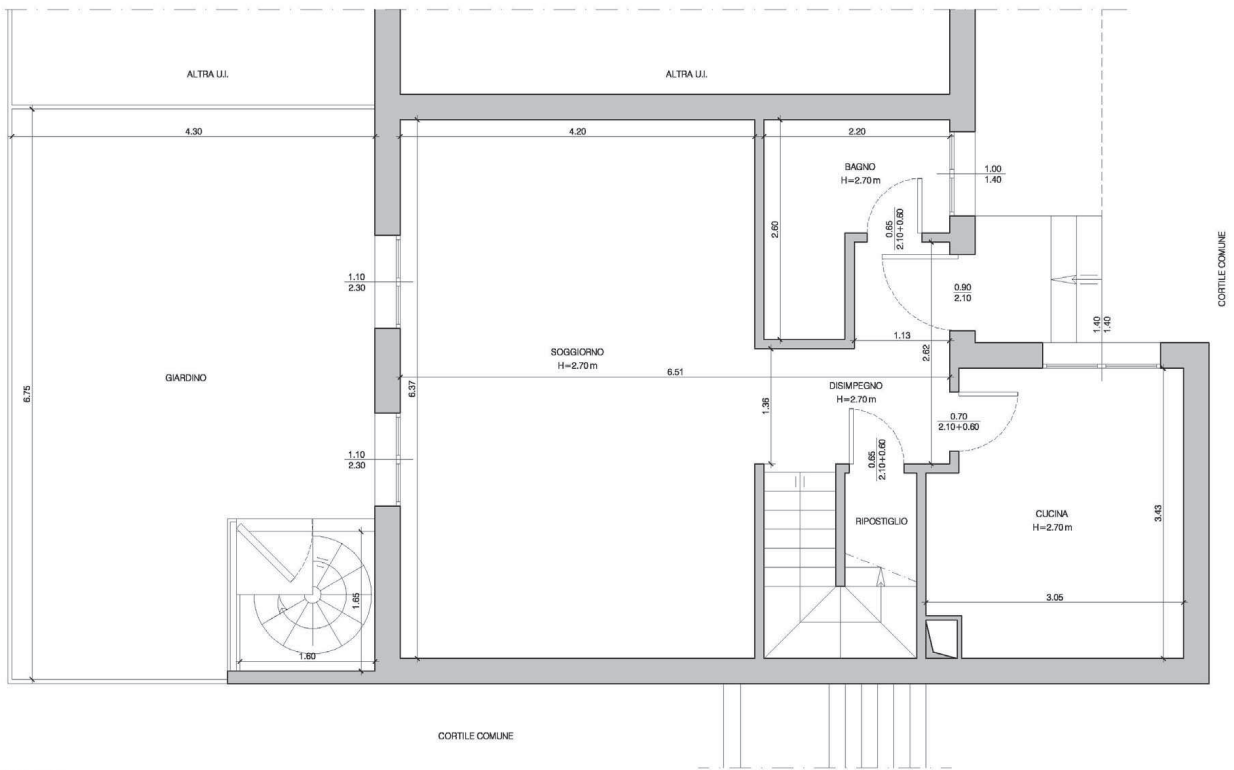 ALTRA U.I.
ALTRA U.I.
4.30
4.20
2.20
BAGNO
H=2.70 m
1.00
1.40
0.65
2.10+0.60
2.60
CORTILE COMUNE
1.10
2.30
0.90
2.10
1.40
1.40
1.13
2.62
SOGGIORNO
H=2.70 m
6.51
GIARDINO
6.75
6.37
DISIMPEGNO
H=2.70 m
1.36
0.70
2.10+0.60
1.10
2.30
0.65
2.10+0.60
RIPOSTIGLIO
CUCINA
H=2.70 m
3.43
1.65
3.05
1.60
CORTILE COMUNE